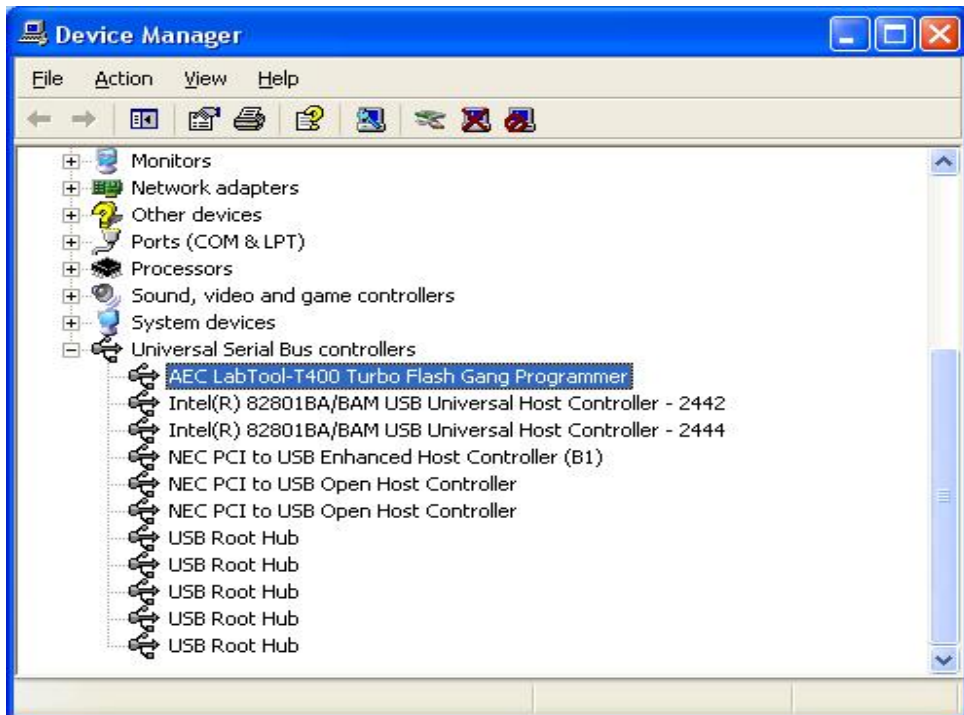 Device Manager
File Action View Help
Monitors
Network adapters
Other devices
Ports (COM & LPT)
Processors
Sound, video and game controllers
System devices
Universal Serial Bus controllers
AEC LabTool-T400 Turbo Flash Gang Programmer
Intel(R) 82801BA/BAM USB Universal Host Controller - 2442
Intel(R) 82801BA/BAM USB Universal Host Controller - 2444
NEC PCI to USB Enhanced Host Controller (B1)
NEC PCI to USB Open Host Controller
NEC PCI to USB Open Host Controller
USB Root Hub
USB Root Hub
USB Root Hub
USB Root Hub
USB Root Hub